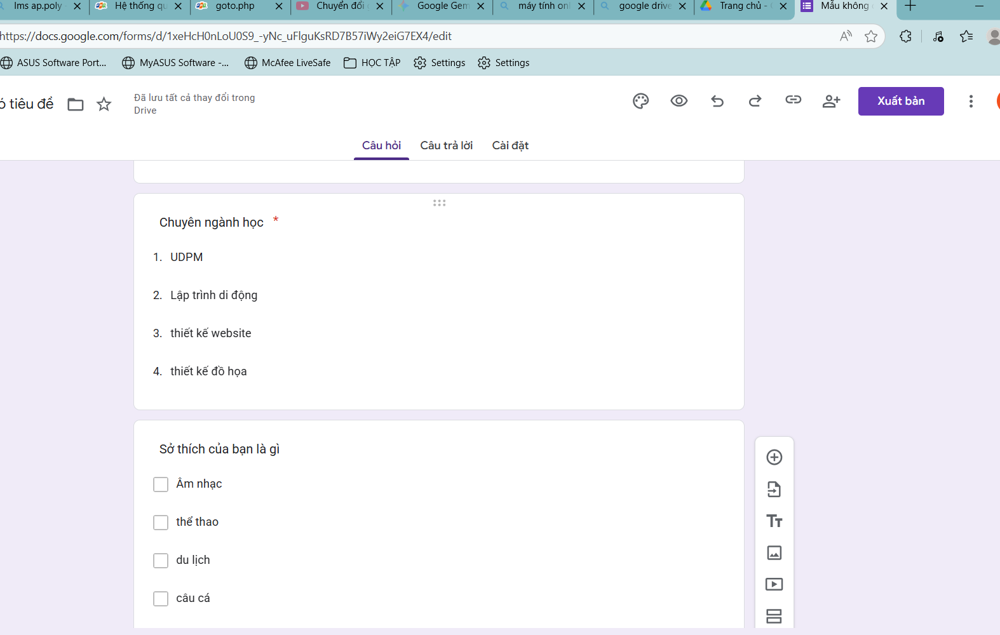 lms ap.poly
Hệ thống qu
goto.php
Chuyển đổi
Google Gem
máy tính onl
google drive
Trang chủ -
Mẫu không
https://docs.google.com/forms/d/1xeHcH0nLoU0S9_-yNc_uFlguKsRD7B57iWy2eiG7EX4/edit
ASUS Software Port...
MyASUS Software -...
McAfee LiveSafe
HỌC TẬP
Settings
Settings
ó tiêu đề
Đã lưu tất cả thay đổi trong
Drive
Xuất bản
Câu hỏi
Câu trả lời
Cài đặt
Chuyên ngành học *
1. UDPM
2. Lập trình di động
3. thiết kế website
4. thiết kế đồ họa
Sở thích của bạn là gì
Âm nhạc
thể thao
du lịch
câu cá